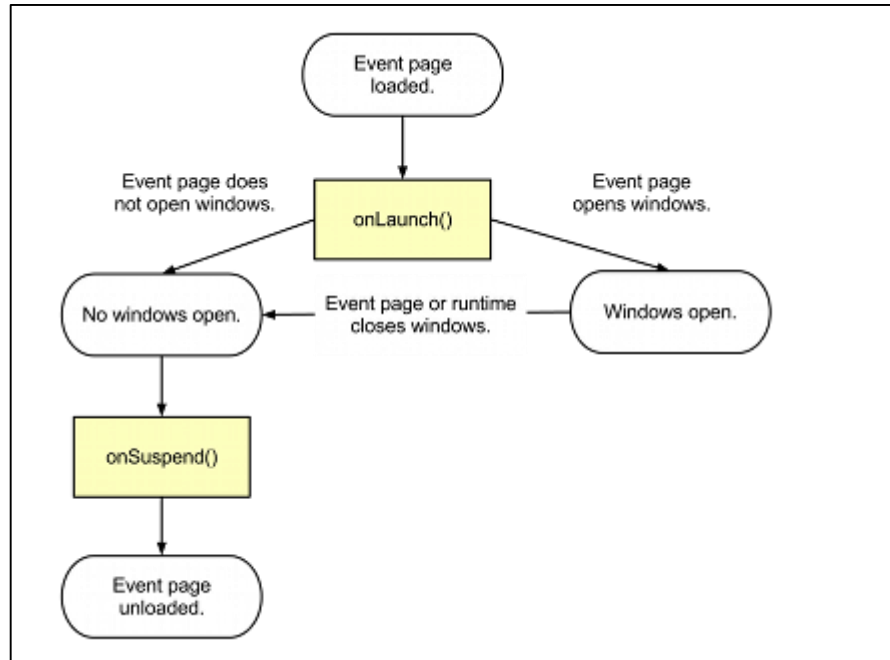 Event page
loaded.
Event page does
not open windows.
onLaunch()
Event page
opens windows.
No windows open.
Event page or runtime
closes windows.
Windows open.
onSuspend()
Event page
unloaded.